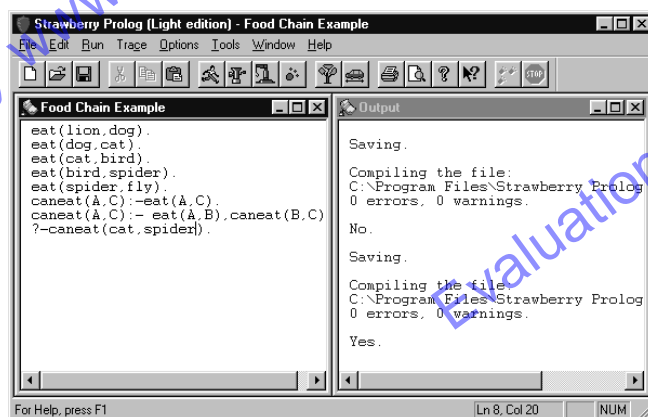 Strawberry Prolog (Light edition) - Food Chain Example
File Edit Run Trace Options Tools Window Help
STOP
Food Chain Example
eat(lion,dog).
eat(dog,cat).
eat(cat,bird).
eat(bird,spider).
eat(spider,fly).
caneat(A,C):-eat(A,C).
caneat(A,C):- eat(A,B),caneat(B,C)
?-caneat(cat,spider).
Output
Saving.
Compiling the file:
C:\Program Files\Strawberry Prolog
0 errors, 0 warnings.
No.
Saving.
Compiling the file:
C:\Program Files\Strawberry Prolog
0 errors, 0 warnings.
Yes.
For Help, press F1
Ln 8, Col 20
NUM
www
Evaluation